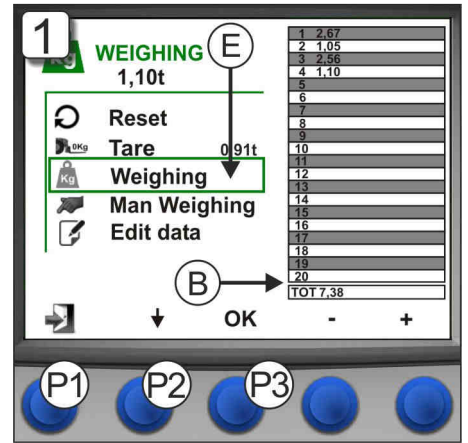 1
Kg
WEIGHING
1,10t
E
Reset
0Kg
Tare 0,91t
Kg
Weighing
Man Weighing
Edit data
B
1 2,67
2 1,05
3 2,56
4 1,10
5
6
7
8
9
10
11
12
13
14
15
16
17
18
19
20
TOT 7,38
OK - +
P1 P2 P3